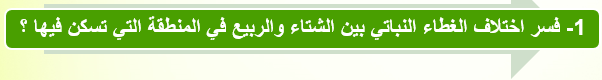 1- فسر اختلاف الغطاء النباتي بين الشتاء والربيع في المنطقة التي تسكن فيها ؟